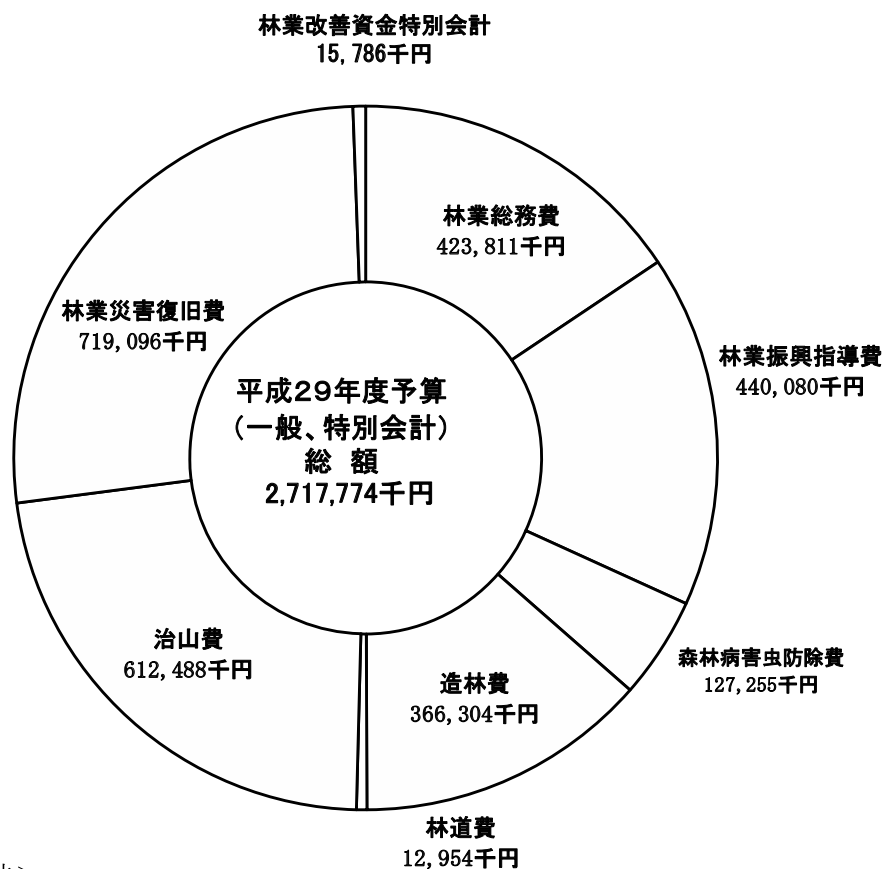 林業改善資金特別会計
15,786千円
林業総務費
423,811千円
林業振興指導費
440,080千円
森林病害虫防除費
127,255千円
造林費
366,304千円
林道費
12,954千円
治山費
612,488千円
林業災害復旧費
719,096千円
平成29年度予算
（一般、特別会計）
総 額
2,717,774千円